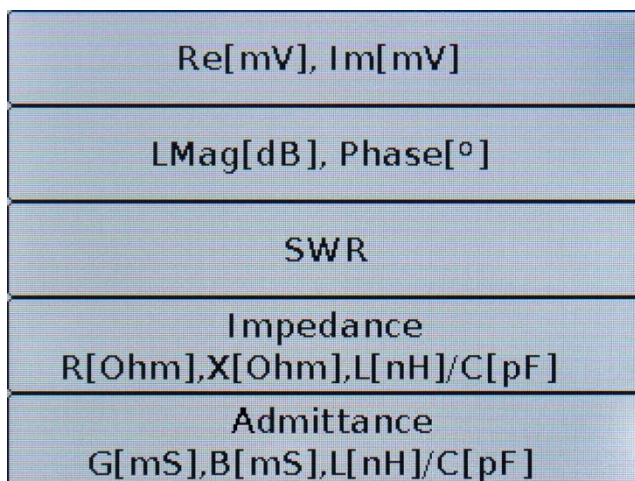 Re[mV], Im[mV]
LMag[dB], Phase[º]
SWR
Impedance
R[Ohm],X[Ohm],L[nH]/C[pF]
Admittance
G[mS],B[mS],L[nH]/C[pF]